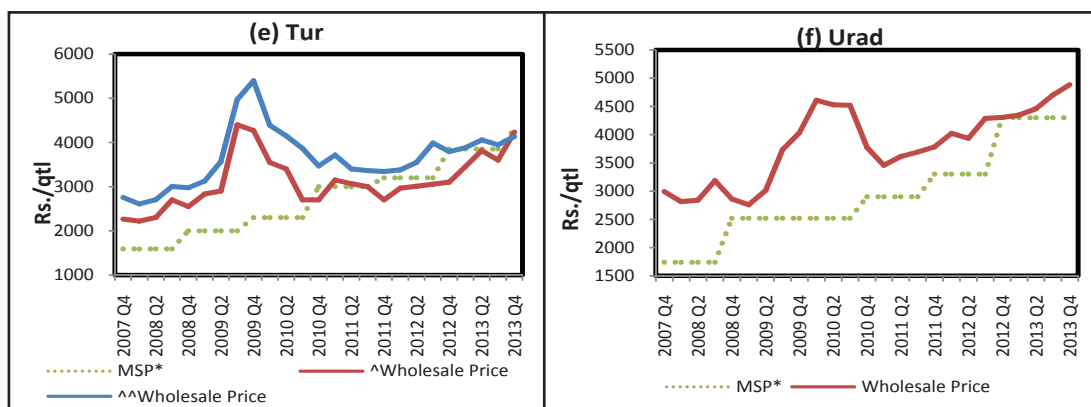 (e) Tur
6000
5000
4000
3000
2000
1000
Rs./qtl
2007 Q4
2008 Q2
2008 Q4
2009 Q2
2009 Q4
2010 Q2
2010 Q4
2011 Q2
2011 Q4
2012 Q2
2012 Q4
2013 Q2
2013 Q4
MSP*
^Wholesale Price
^^Wholesale Price
(f) Urad
5500
5000
4500
4000
3500
3000
2500
2000
1500
Rs./qtl
2007 Q4
2008 Q2
2008 Q4
2009 Q2
2009 Q4
2010 Q2
2010 Q4
2011 Q2
2011 Q4
2012 Q2
2012 Q4
2013 Q2
2013 Q4
MSP*
Wholesale Price